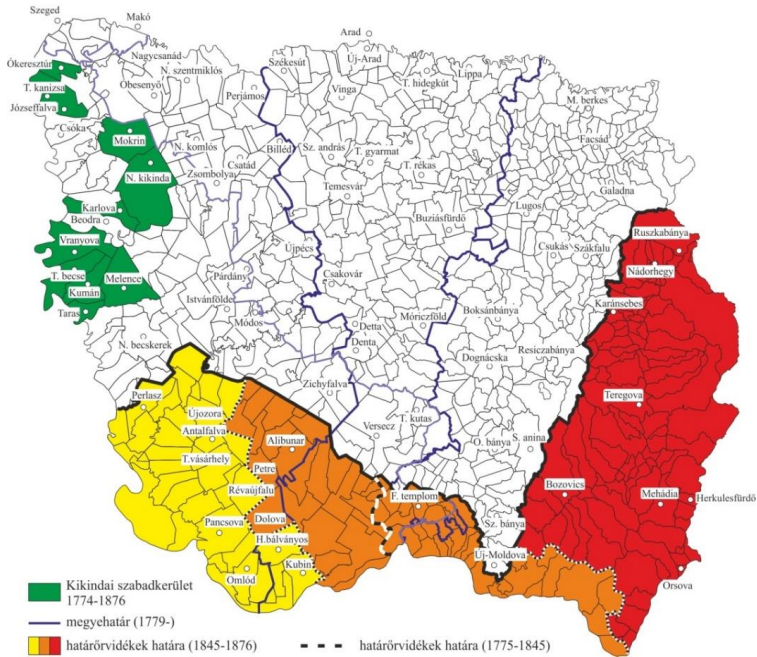 Szeged
Makó
Arad
Ókeresztúr
Nagycsanád
Székesút
Új-Arad
N. szentmiklós
T. hidegkút
Lippa
T. kanizsa
Obesenyő
Perjámos
Vinga
M. berkes
Józseffalva
Csóka
Mokrin
N. komlós
Billéd
Sz. andrás
Facsád
Csatád
T. gyarmat
N. kikinda
Zsombolya
T. rékas
Temesvár
Galadna
Karlova
Lugos
Beodra
Buziásfürdő
Ruszkabánya
Vranyova
Újpécs
Csukás
Szákfalu
T. becse
Melence
Párdány
Csakovár
Nádorhegy
Kumán
Istvánfölde
Karánsebes
Taras
Módos
Móriczföld
Boksánbánya
Detta
N. becskerek
Denta
Resiczabánya
Dognácska
Perlasz
Zichyfalva
Teregova
Újozora
T. kutas
Antalfalva
Alibunar
Versecz
O. bánya
S. anina
T.vásárhely
Petre
Révaújfalu
Bozovics
F. templom
Mehádia
Herkulesfürdő
Pancsova
Dolova
Sz. bánya
H.bálványos
Új-Moldova
Omlód
Kubin
Orsova
Kikindai szabadkerület
1774-1876
megyehatár (1779-)
határőrvidékek határa (1845-1876)
határőrvidékek határa (1775-1845)